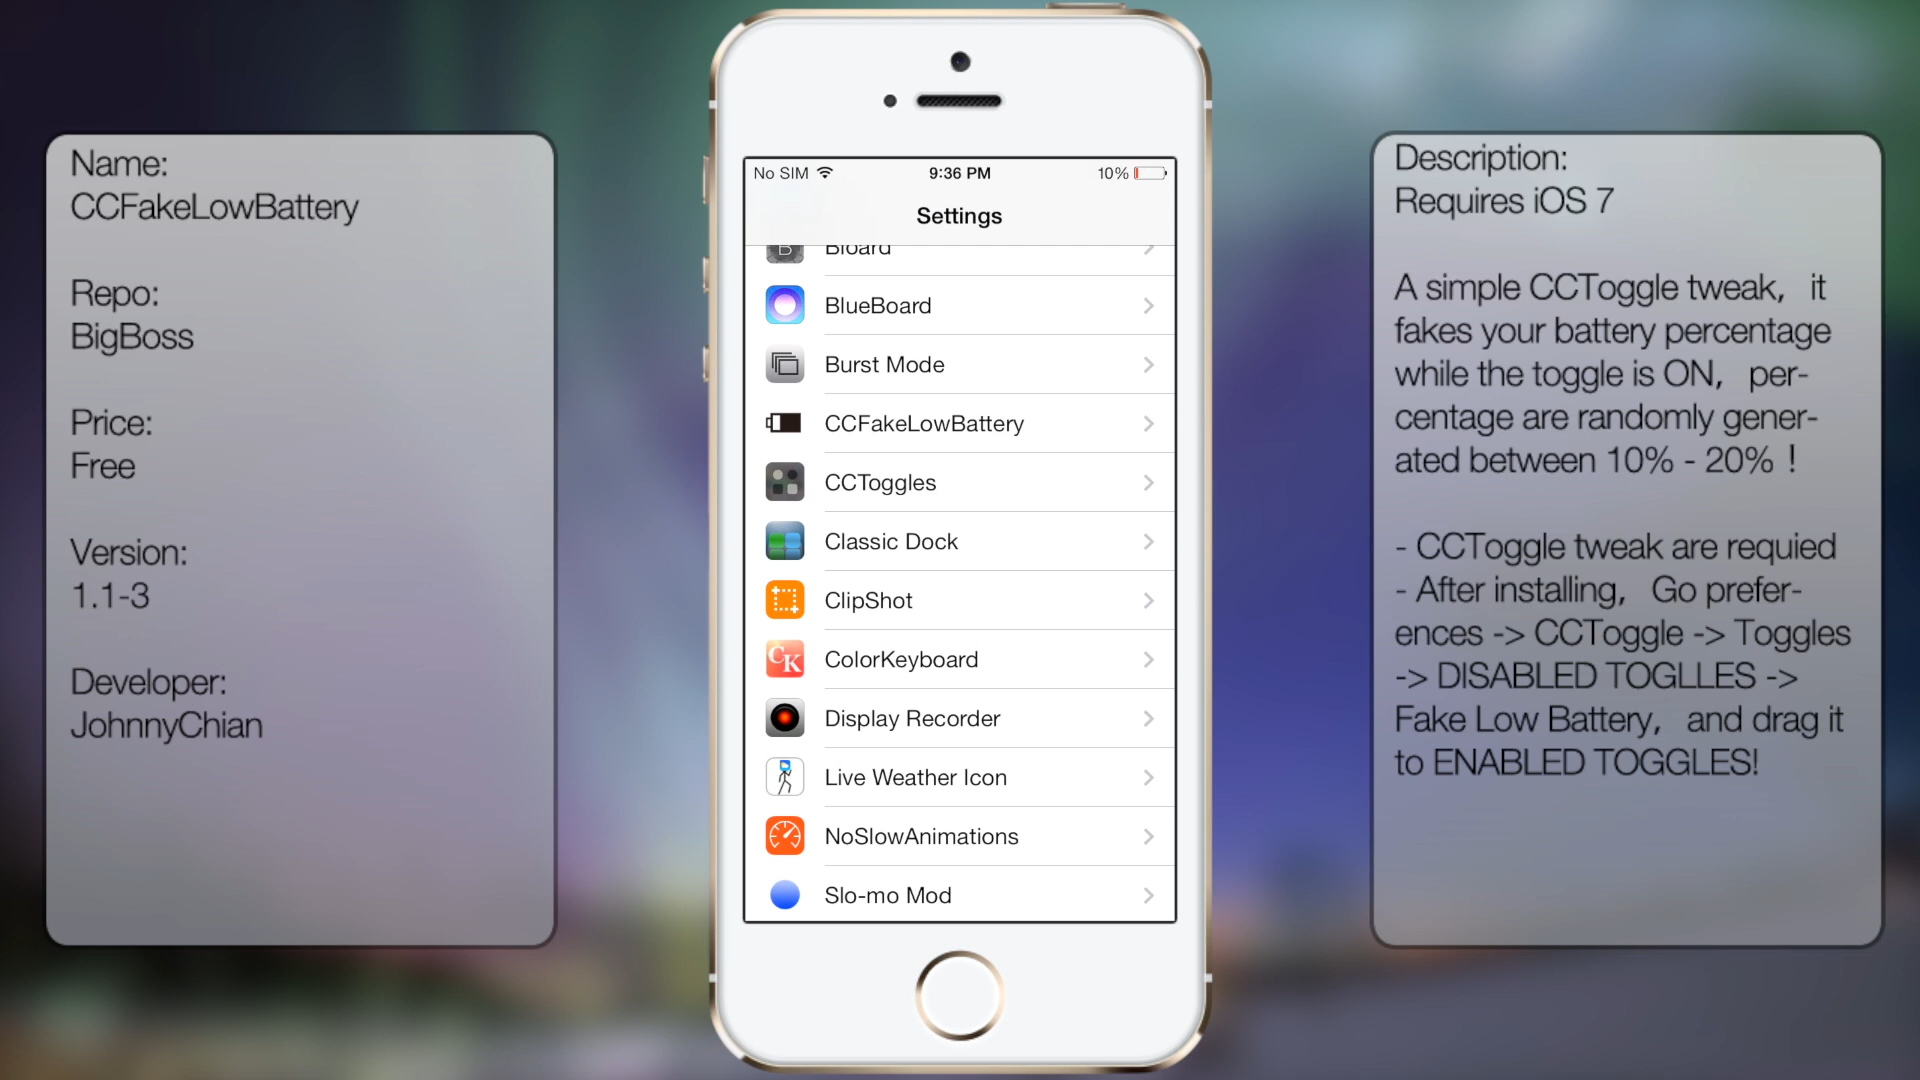 Name:
CCFakeLowBattery
Repo:
BigBoss
Price:
Free
Version:
1.1-3
Developer:
JohnnyChian
No SIM
9:36 PM
10%
Settings
B
Bloard
BlueBoard
Burst Mode
CCFakeLowBattery
CCToggles
Classic Dock
ClipShot
CK
ColorKeyboard
Display Recorder
Live Weather Icon
NoSlowAnimations
Slo-mo Mod
Description:
Requires iOS 7
A simple CCToggle tweak, it
fakes your battery percentage
while the toggle is ON, per-
centage are randomly gener-
ated between 10% - 20% !
- CCToggle tweak are requied
- After installing, Go prefer-
ences -> CCToggle -> Toggles
-> DISABLED TOGLLES ->
Fake Low Battery, and drag it
to ENABLED TOGGLES!